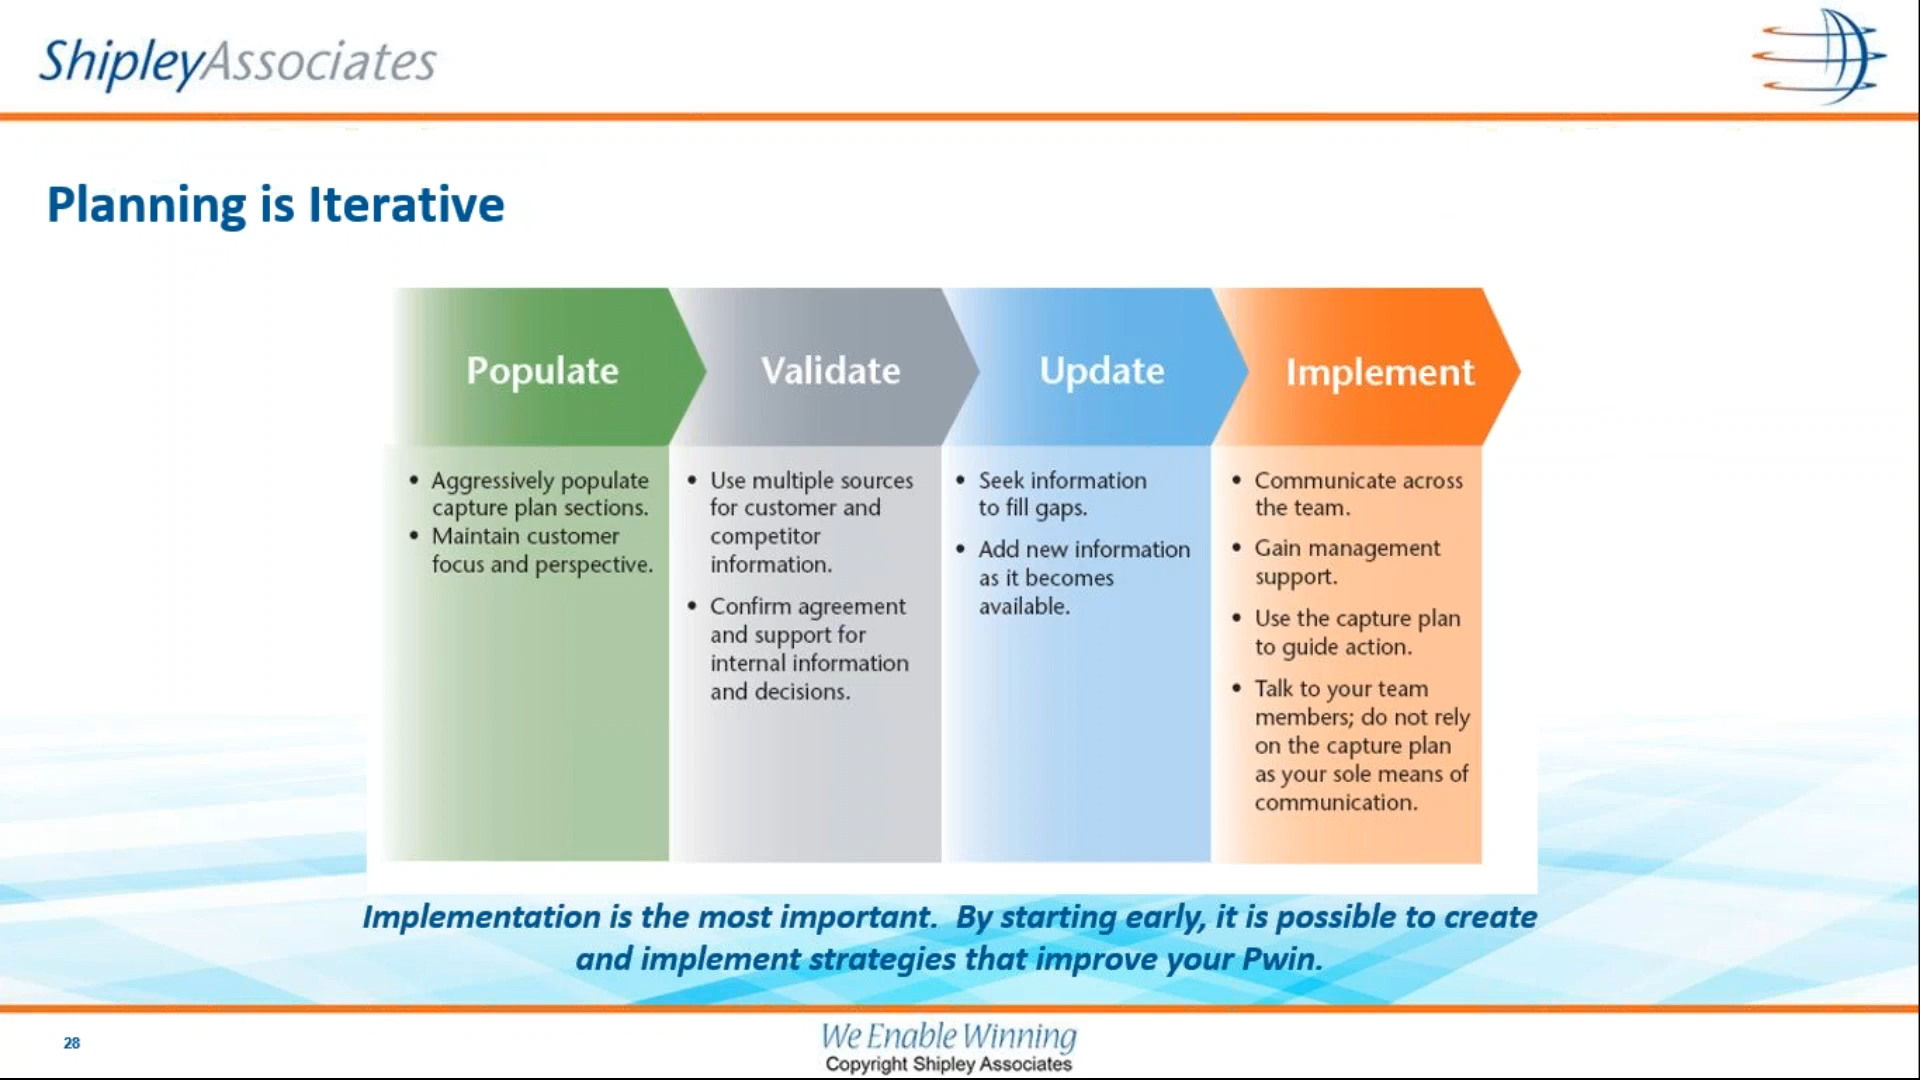 ShipleyAssociates
Planning is Iterative
Populate
• Aggressively populate
capture plan sections.
• Maintain customer
focus and perspective.
Validate
• Use multiple sources
for customer and
competitor
information.
• Confirm agreement
and support for
internal information
and decisions.
Update
• Seek information
to fill gaps.
• Add new information
as it becomes
available.
Implement
• Communicate across
the team.
• Gain management
support.
• Use the capture plan
to guide action.
• Talk to your team
members; do not rely
on the capture plan
as your sole means of
communication.
Implementation is the most important.  By starting early, it is possible to create
and implement strategies that improve your Pwin.
28
We Enable Winning
Copyright Shipley Associates